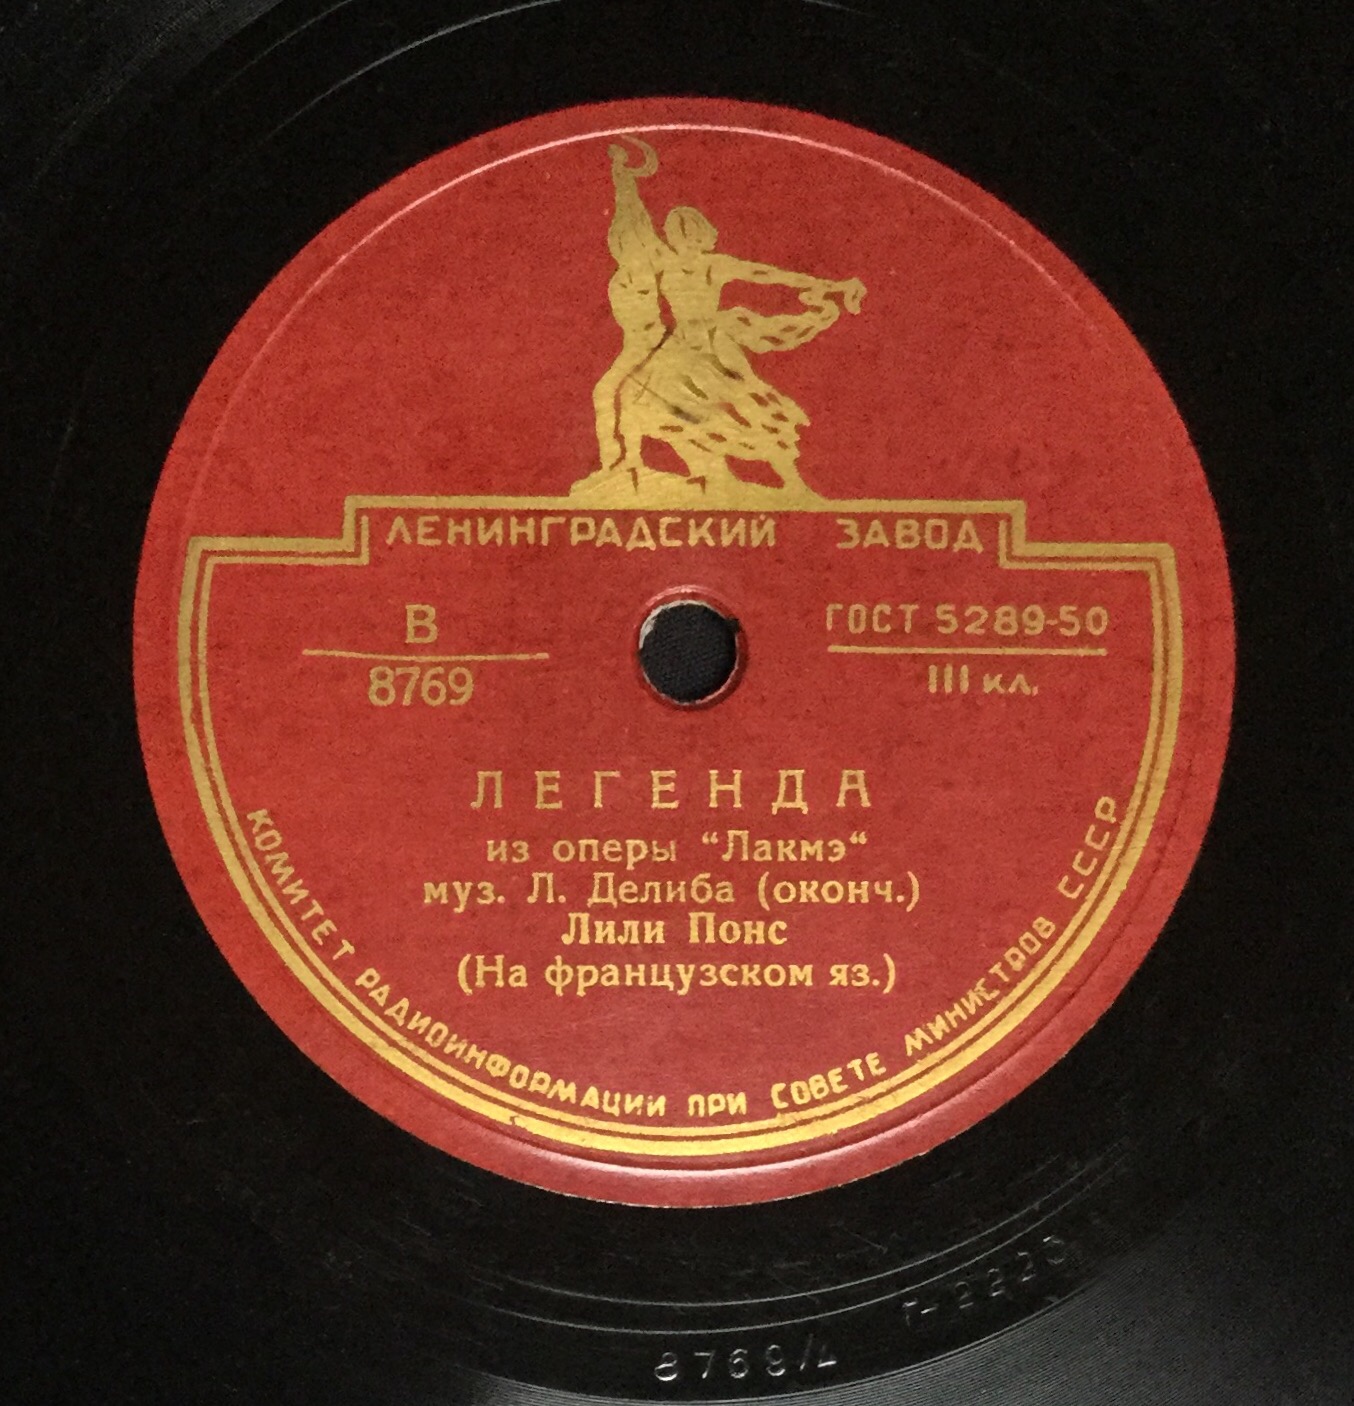 ЛЕНИНГРАДСКИЙ ЗАВОД
В
8769
ГОСТ 5289-50
III кл.
ЛЕГЕНДА
из оперы “Лакмэ“
муз. Л. Делиба (оконч.)
Лили Понс
(На французском яз.)
КОМИТЕТ РАДИОИНФОРМАЦИИ ПРИ СОВЕТЕ МИНИСТРОВ СССР
8769/4